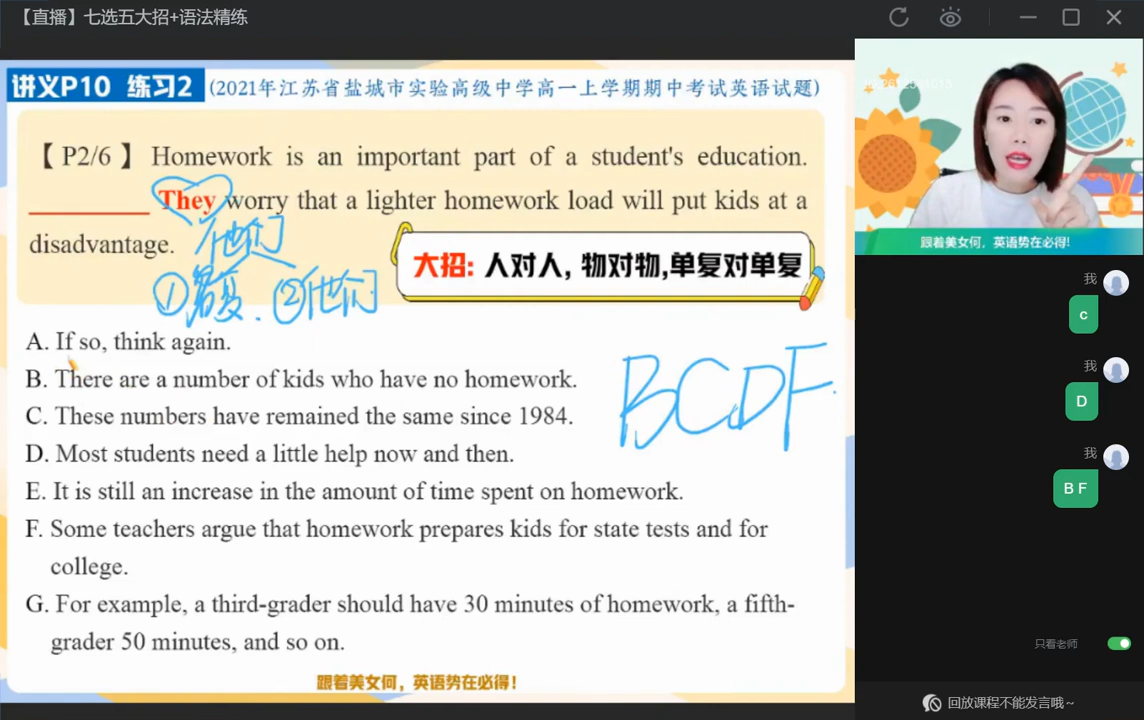 【直播】七选五大招+语法精练
讲义P10 练习2 (2021年江苏省盐城市实验高级中学高一上学期期中考试英语试题)
【 P2/6 】 Homework is an important part of a student's education.
They worry that a lighter homework load will put kids at a
disadvantage.
他们
大招: 人对人, 物对物,单复对单复
② 他们
A. If so, think again.
B. There are a number of kids who have no homework.
C. These numbers have remained the same since 1984.
D. Most students need a little help now and then.
E. It is still an increase in the amount of time spent on homework.
F. Some teachers argue that homework prepares kids for state tests and for
college.
G. For example, a third-grader should have 30 minutes of homework, a fifth-
grader 50 minutes, and so on.
BCDF
跟着美女何，英语势在必得！
跟着美女何，英语势在必得!
我
c
我
D
我
B F
只看老师
回放课程不能发言哦~